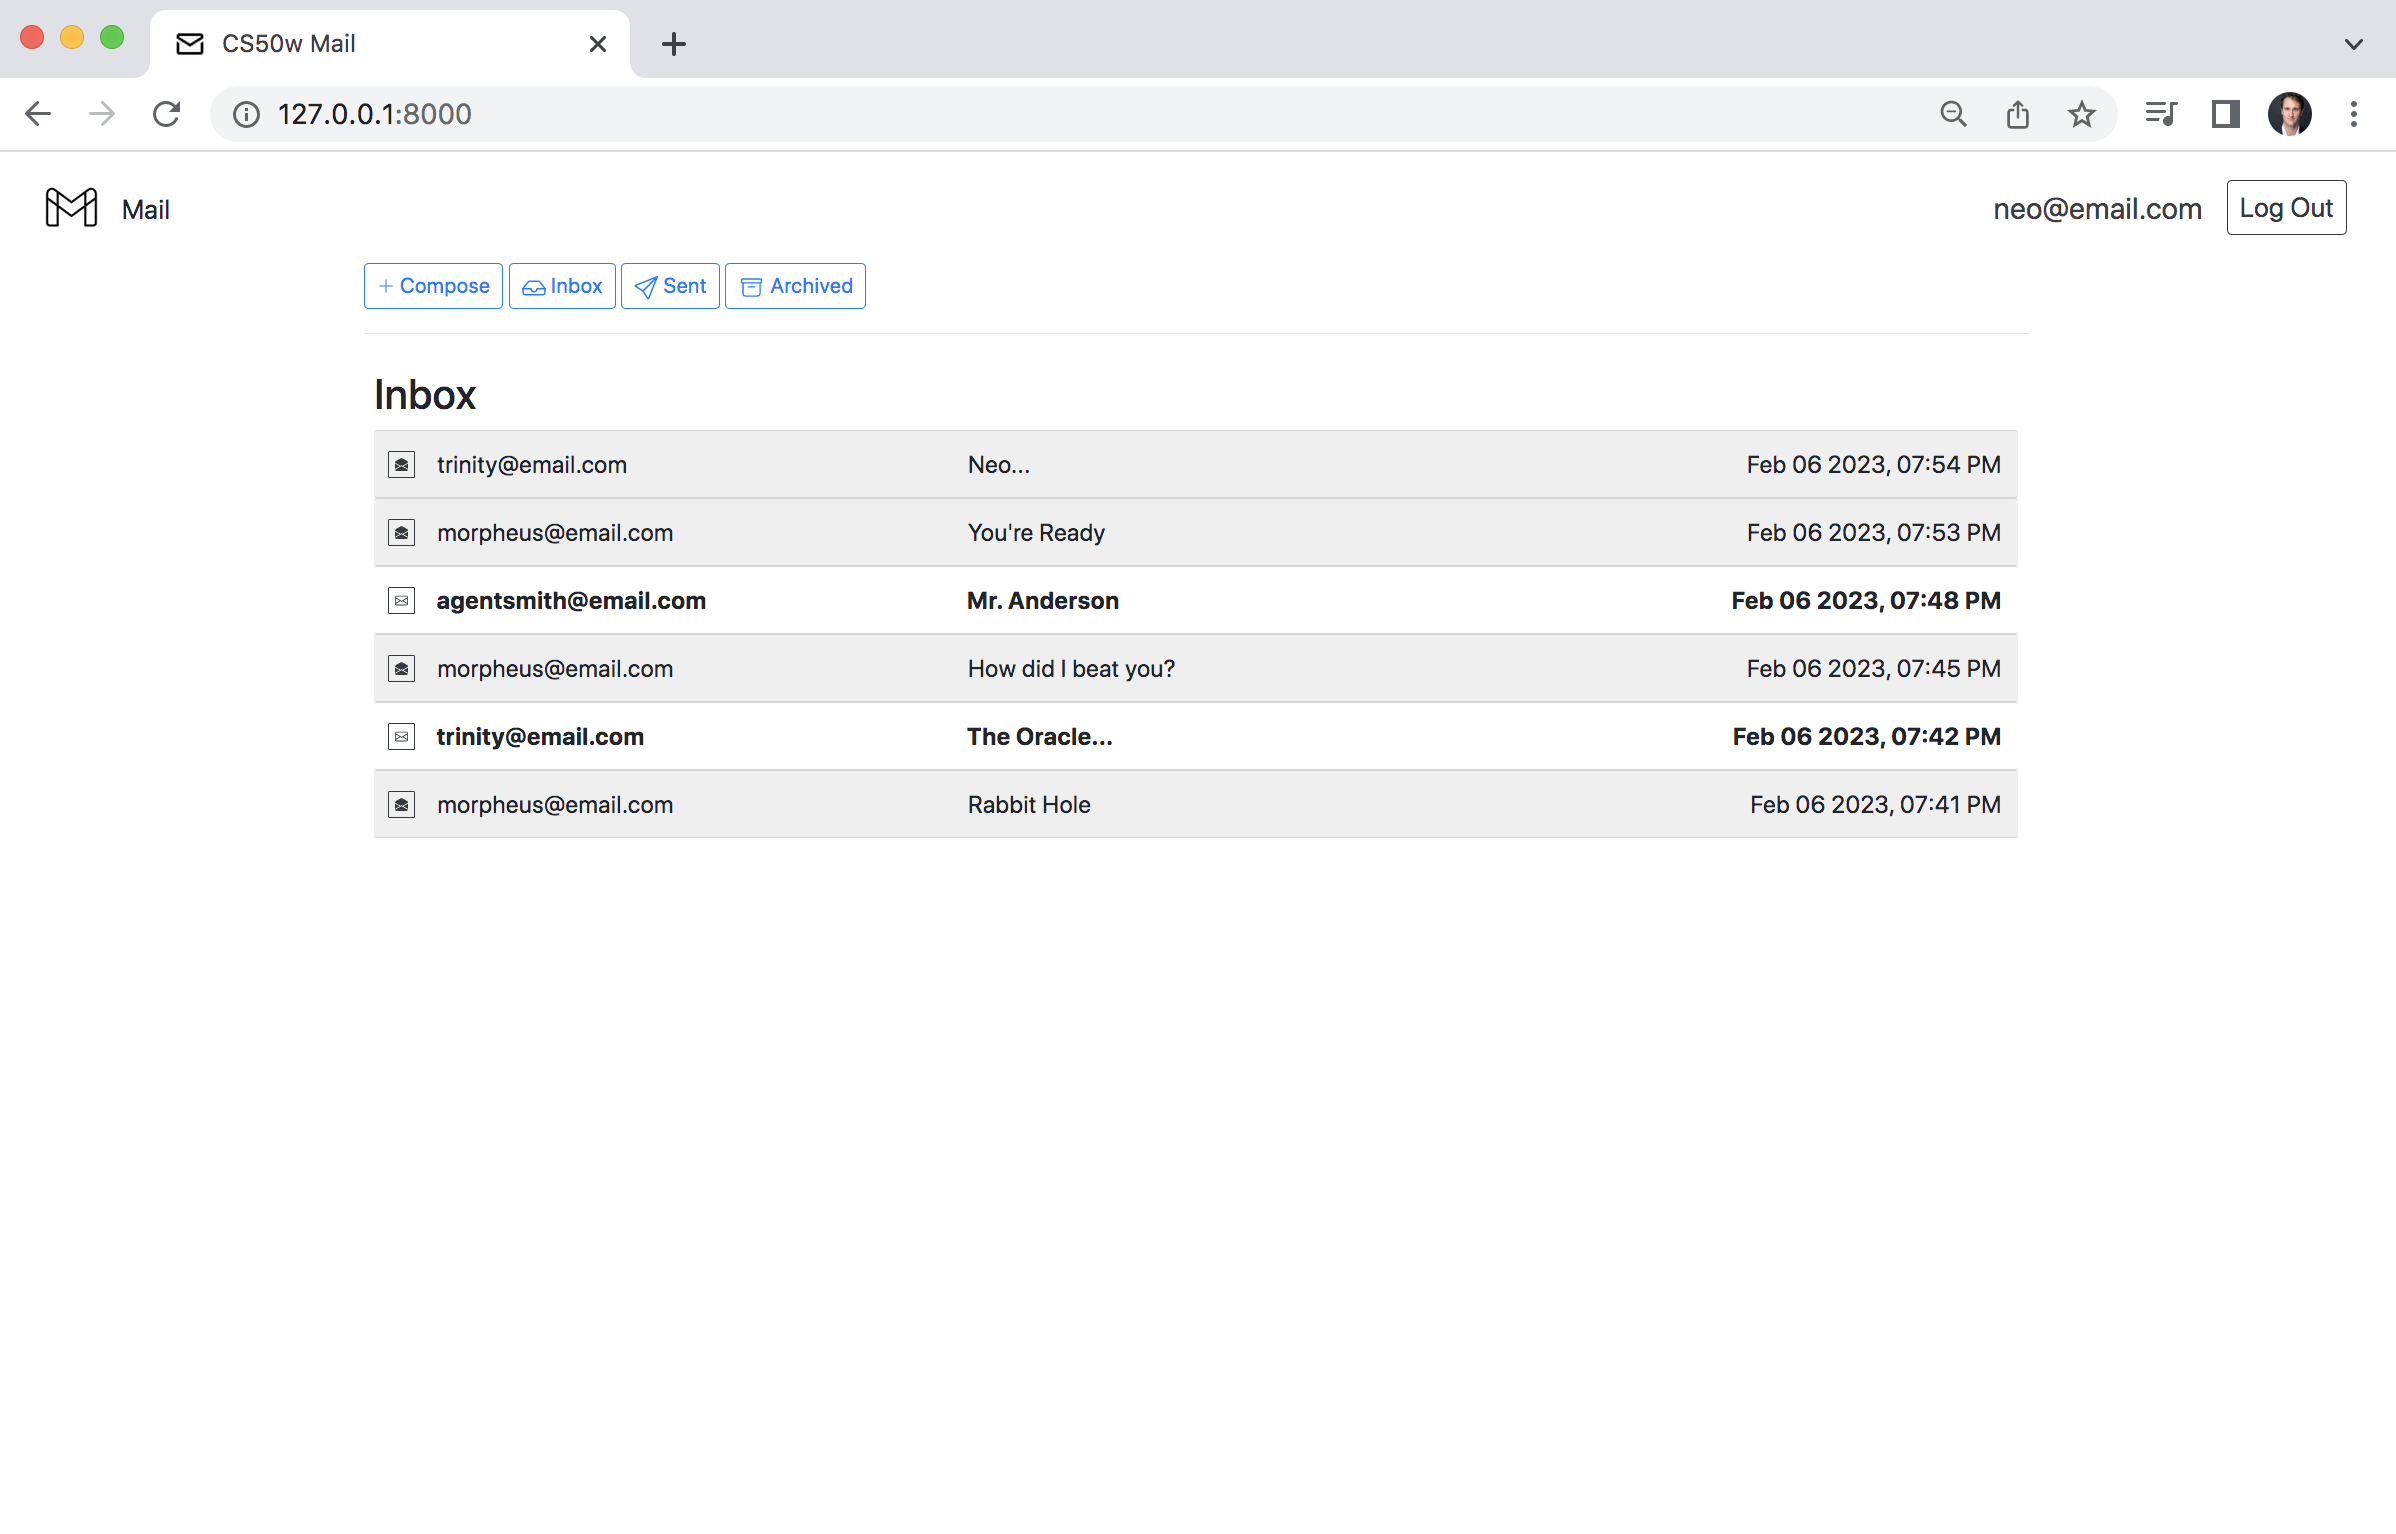 CS50w Mail
127.0.0.1:8000
Mail
neo@email.com Log Out
+ Compose Inbox Sent Archived
Inbox
trinity@email.com Neo... Feb 06 2023, 07:54 PM
morpheus@email.com You're Ready Feb 06 2023, 07:53 PM
agentsmith@email.com Mr. Anderson Feb 06 2023, 07:48 PM
morpheus@email.com How did I beat you? Feb 06 2023, 07:45 PM
trinity@email.com The Oracle... Feb 06 2023, 07:42 PM
morpheus@email.com Rabbit Hole Feb 06 2023, 07:41 PM